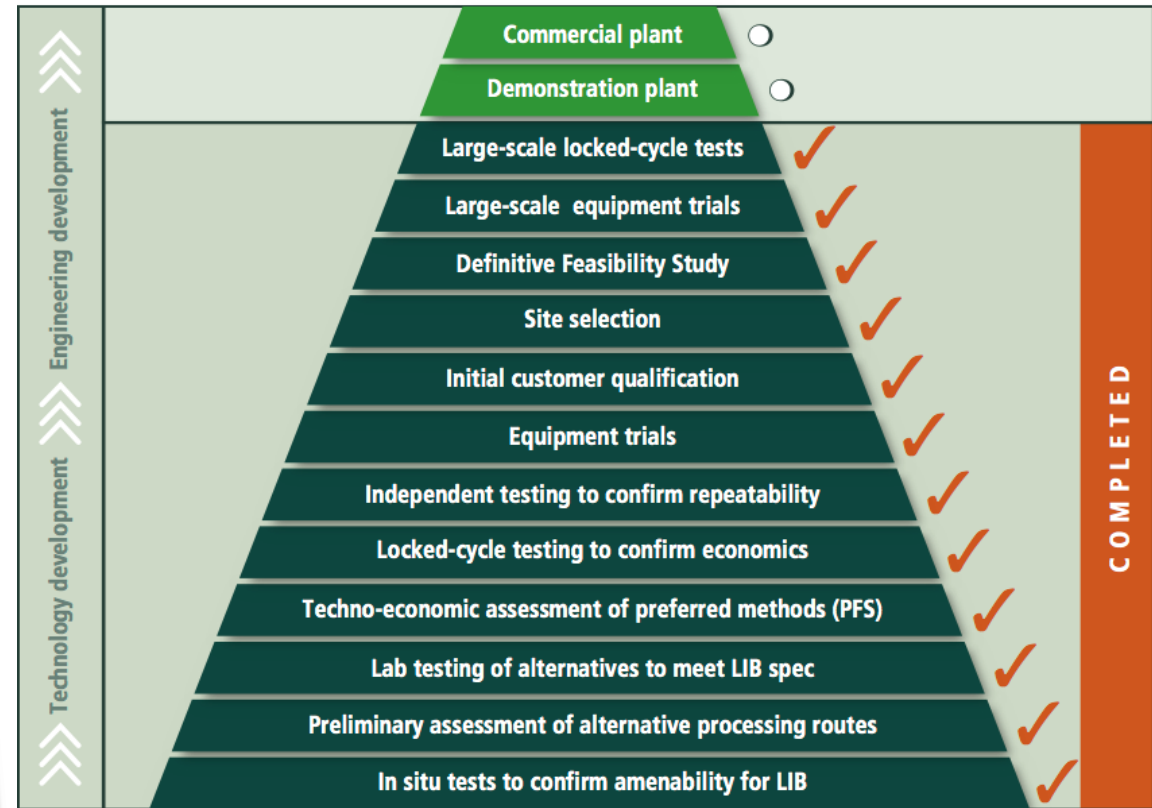 Commercial plant
Demonstration plant
Large-scale locked-cycle tests
Large-scale equipment trials
Definitive Feasibility Study
Site selection
Initial customer qualification
Equipment trials
Independent testing to confirm repeatability
Locked-cycle testing to confirm economics
Techno-economic assessment of preferred methods (PFS)
Lab testing of alternatives to meet LIB spec
Preliminary assessment of alternative processing routes
In situ tests to confirm amenability for LIB
Engineering development
Technology development
COMPLETED